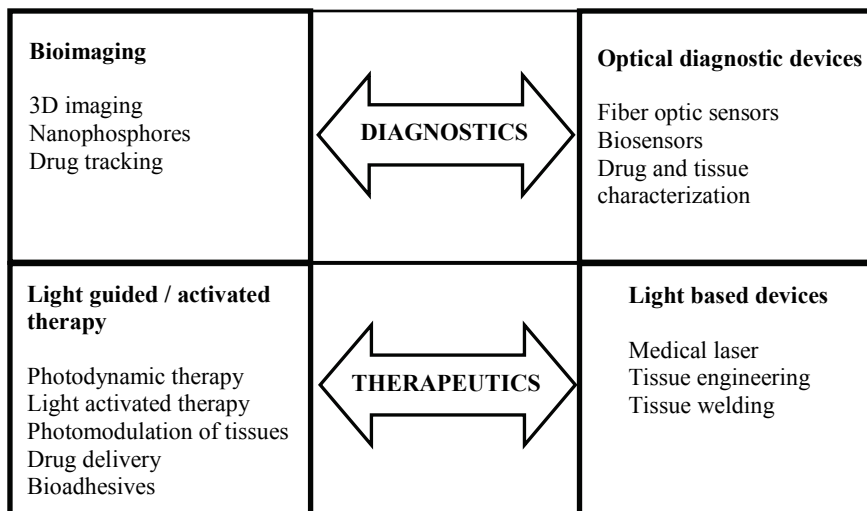 Bioimaging
3D imaging
Nanophosphores
Drug tracking
DIAGNOSTICS
Optical diagnostic devices
Fiber optic sensors
Biosensors
Drug and tissue
characterization
Light guided / activated
therapy
Photodynamic therapy
Light activated therapy
Photomodulation of tissues
Drug delivery
Bioadhesives
THERAPEUTICS
Light based devices
Medical laser
Tissue engineering
Tissue welding